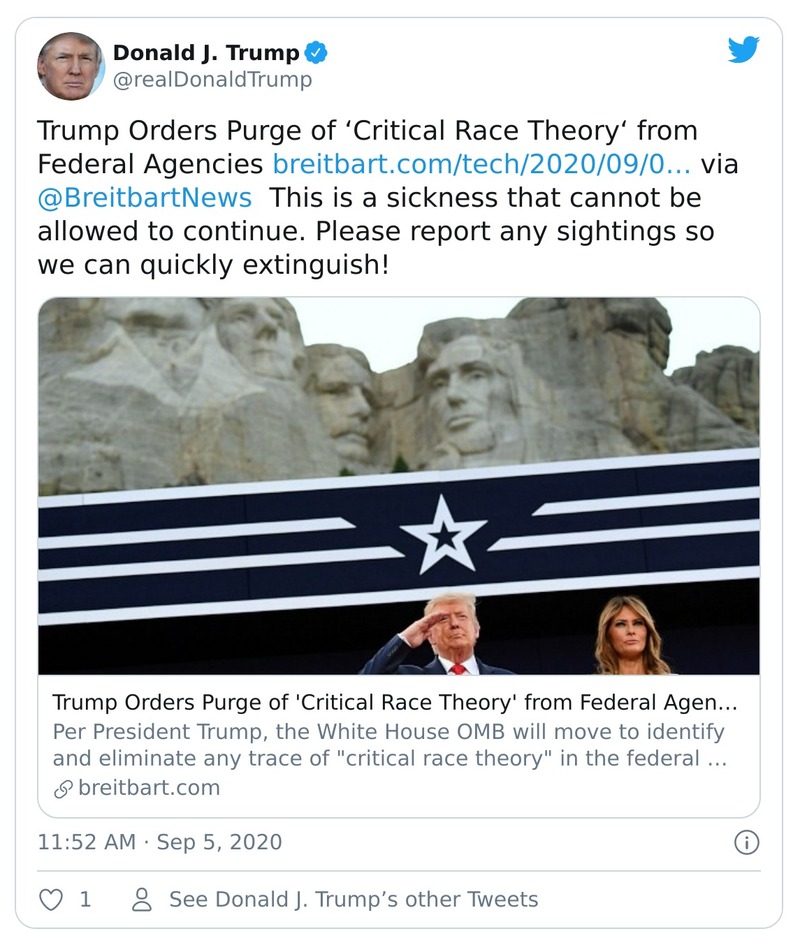 Donald J. Trump
@realDonaldTrump
Trump Orders Purge of ‘Critical Race Theory‘ from
Federal Agencies breitbart.com/tech/2020/09/0… via
@BreitbartNews  This is a sickness that cannot be
allowed to continue. Please report any sightings so
we can quickly extinguish!
Trump Orders Purge of 'Critical Race Theory' from Federal Agen…
Per President Trump, the White House OMB will move to identify
and eliminate any trace of "critical race theory" in the federal …
breitbart.com
11:52 AM · Sep 5, 2020
1 See Donald J. Trump’s other Tweets